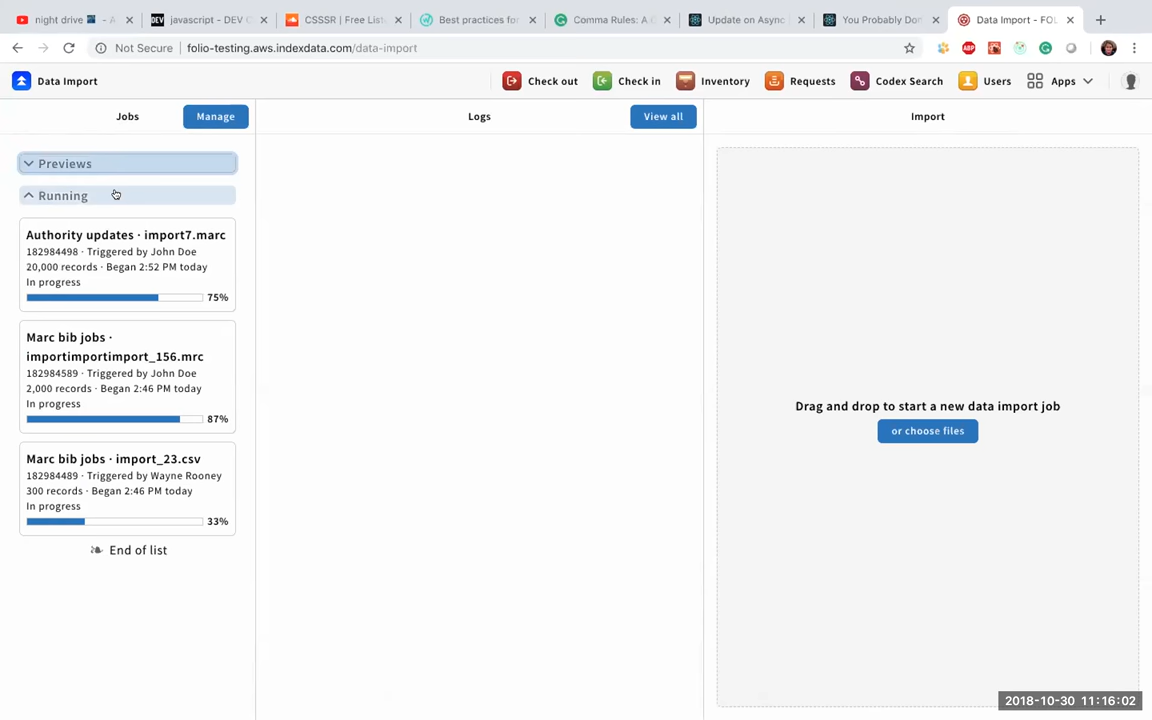 night drive
javascript - DEV C
CSSSR | Free List
Best practices fo
Comma Rules: A C
Update on Async
You Probably Don
Data Import - FOL
Not Secure | folio-testing.aws.indexdata.com/data-import
ABP
Data Import
Check out
Check in
Inventory
Requests
Codex Search
Users
Apps
Jobs
Manage
Logs
View all
Import
Previews
Running
Authority updates · import7.marc
182984498 · Triggered by John Doe
20,000 records · Began 2:52 PM today
In progress
75%
Marc bib jobs ·
importimportimport_156.mrc
182984589 · Triggered by John Doe
2,000 records · Began 2:46 PM today
In progress
87%
Marc bib jobs · import_23.csv
182984489 · Triggered by Wayne Rooney
300 records · Began 2:46 PM today
In progress
33%
End of list
Drag and drop to start a new data import job
or choose files
2018-10-30 11:16:02